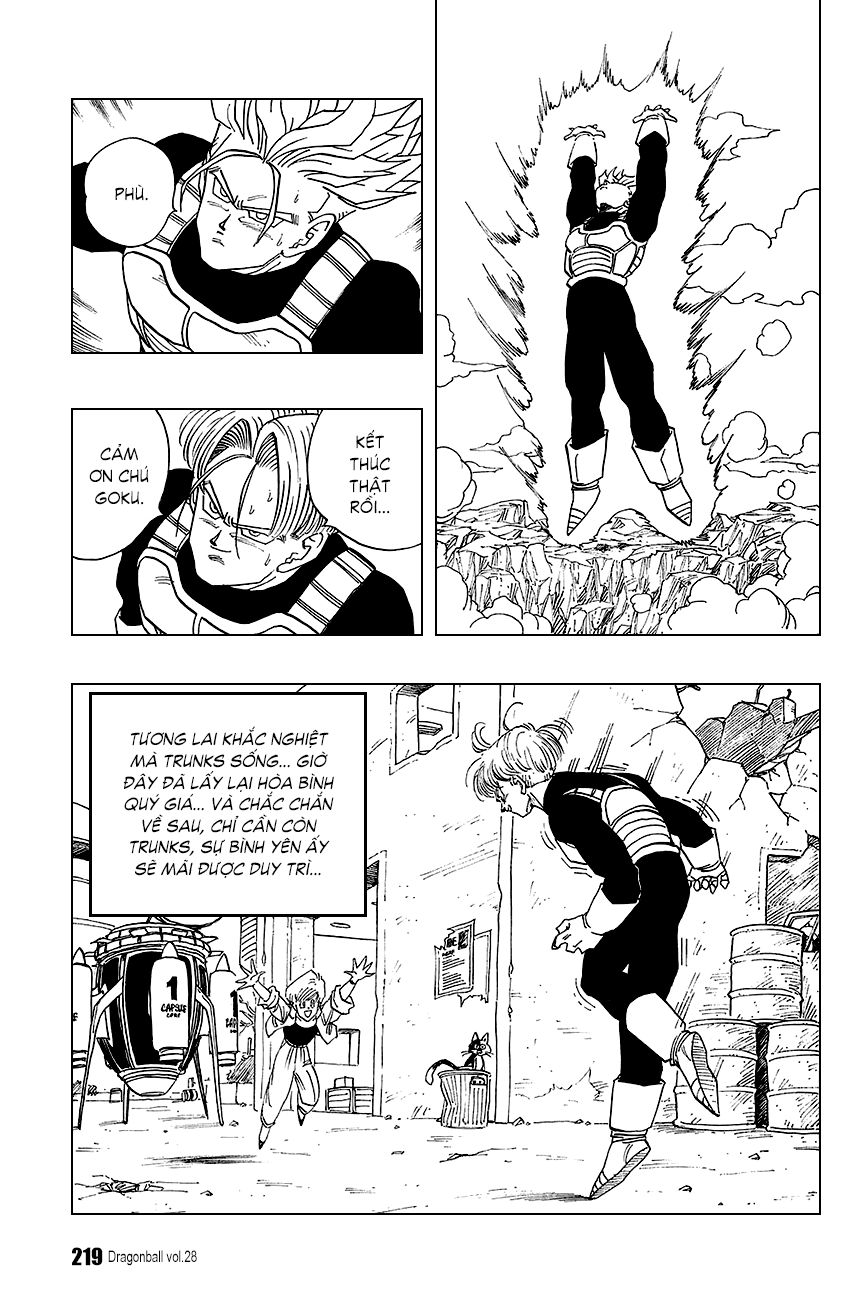 PHÙ.
KẾT
THÚC
THẬT
RỒI...
CẢM
ƠN CHÚ
GOKU.
TƯƠNG LAI KHẮC NGHIỆT
MÀ TRUNKS SỐNG... GIỜ
ĐÂY ĐÃ LẤY LẠI HÒA BÌNH
QUÝ GIÁ... VÀ CHẮC CHẮN
VỀ SAU, CHỈ CẦN CÒN
TRUNKS, SỰ BÌNH YÊN ẤY
SẼ MÃI ĐƯỢC DUY TRÌ...
1
CAPSULE
CORP
1
219 Dragonball vol.28